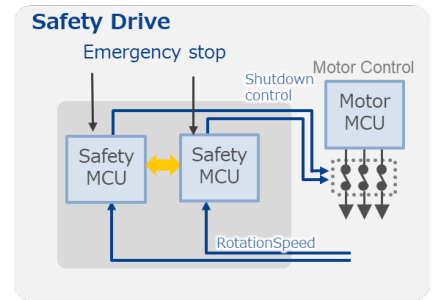 Safety Drive
Emergency stop
Shutdown
control
Motor Control
Motor
MCU
Safety
MCU
Safety
MCU
RotationSpeed